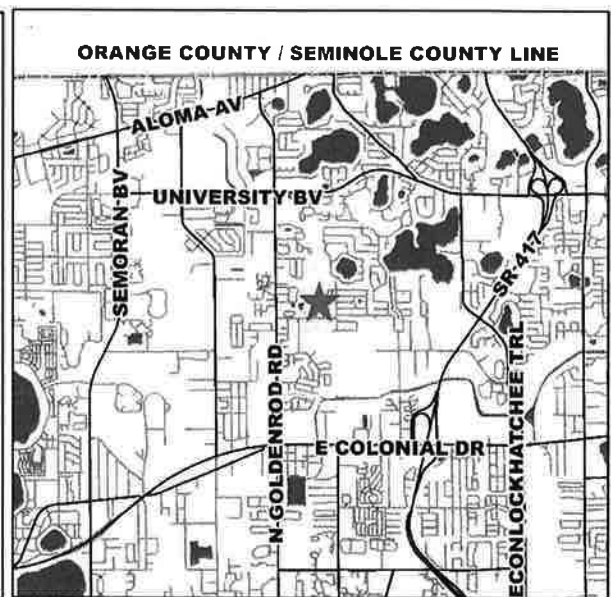 ORANGE COUNTY / SEMINOLE COUNTY LINE
ALOMA AV
UNIVERSITY BV
SEMORAN BV
SR 417
N GOLDENROD RD
E COLONIAL DR
ECONLOCKHATCHEE TRL